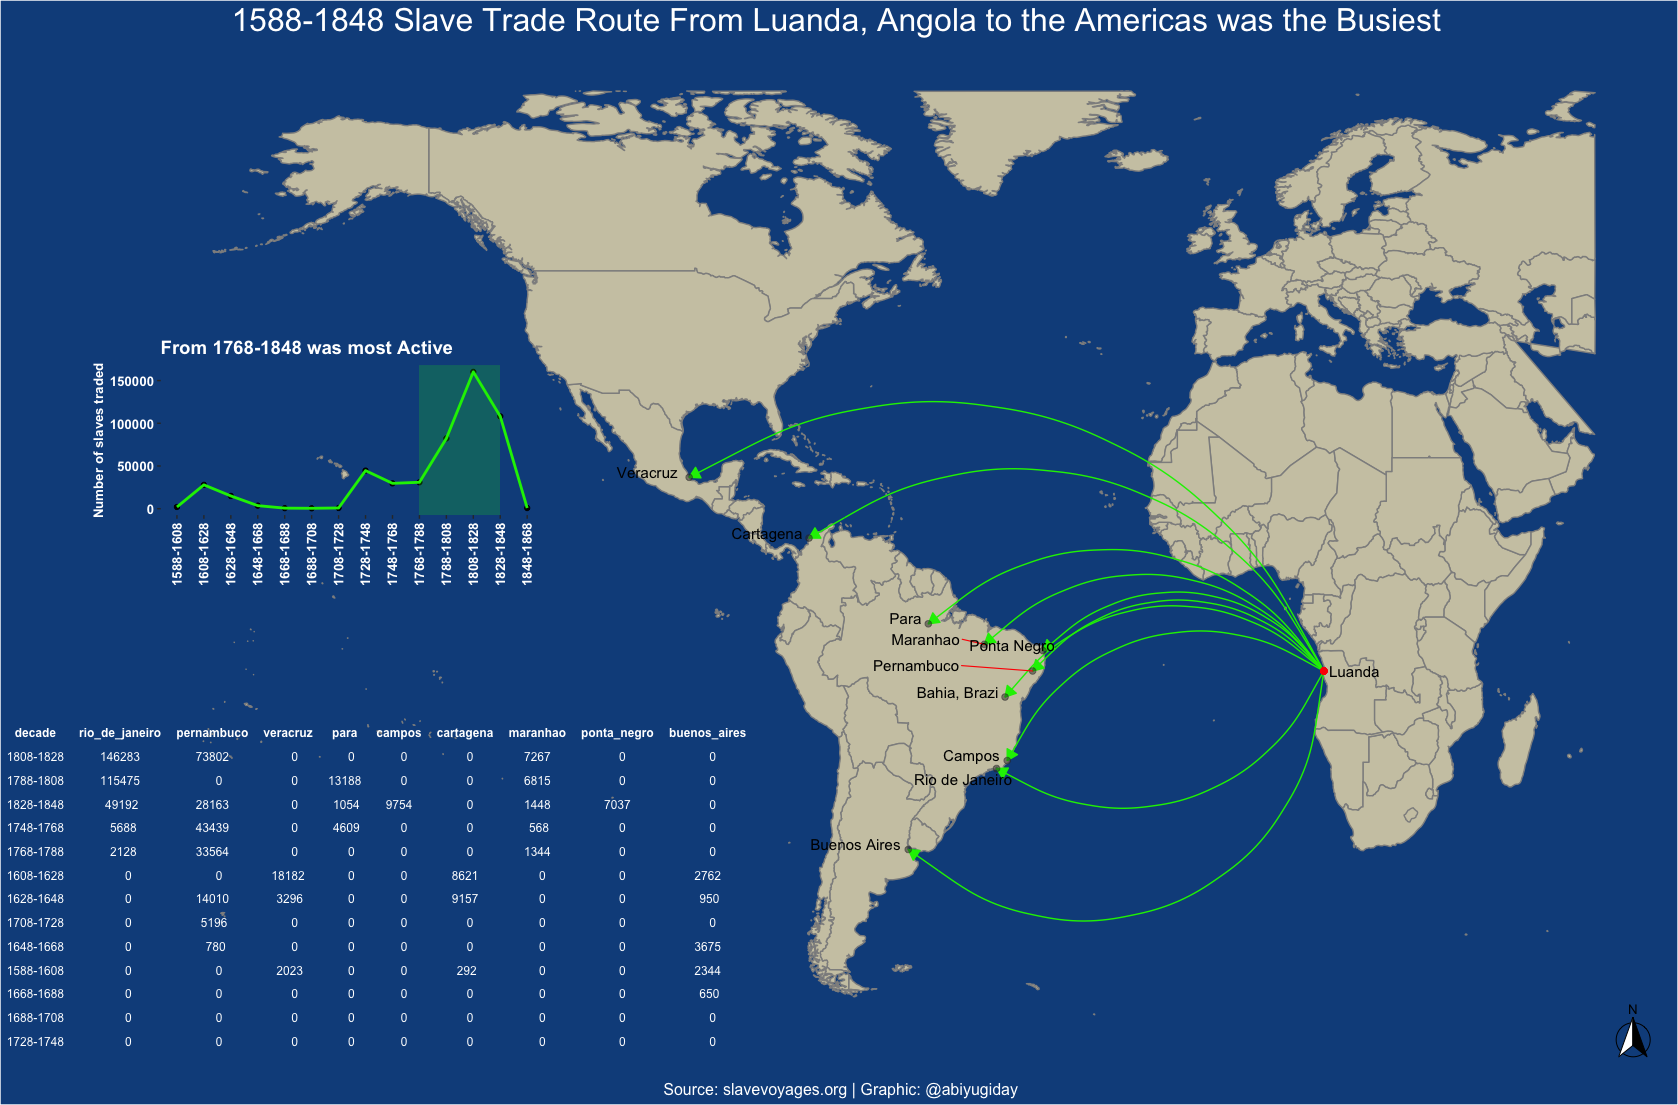 1588-1848 Slave Trade Route From Luanda, Angola to the Americas was the Busiest
From 1768-1848 was most Active
Number of slaves traded
150000
100000
50000
0
1588-1608
1608-1628
1628-1648
1648-1668
1668-1688
1688-1708
1708-1728
1728-1748
1748-1768
1768-1788
1788-1808
1808-1828
1828-1848
1848-1868
Veracruz
Cartagena
Para
Maranhao
Ponta Negro
Pernambuco
Bahia, Brazi
Campos
Rio de Janeiro
Buenos Aires
Luanda
decade rio_de_janeiro pernambuco veracruz para campos cartagena maranhao ponta_negro buenos_aires
1808-1828 146283 73802 0 0 0 0 7267 0 0
1788-1808 115475 0 0 13188 0 0 6815 0 0
1828-1848 49192 28163 0 1054 9754 0 1448 7037 0
1748-1768 5688 43439 0 4609 0 0 568 0 0
1768-1788 2128 33564 0 0 0 0 1344 0 0
1608-1628 0 0 18182 0 0 8621 0 0 2762
1628-1648 0 14010 3296 0 0 9157 0 0 950
1708-1728 0 5196 0 0 0 0 0 0 0
1648-1668 0 780 0 0 0 0 0 0 3675
1588-1608 0 0 2023 0 0 292 0 0 2344
1668-1688 0 0 0 0 0 0 0 0 650
1688-1708 0 0 0 0 0 0 0 0 0
1728-1748 0 0 0 0 0 0 0 0 0
N
Source: slavevoyages.org | Graphic: @abiyugiday